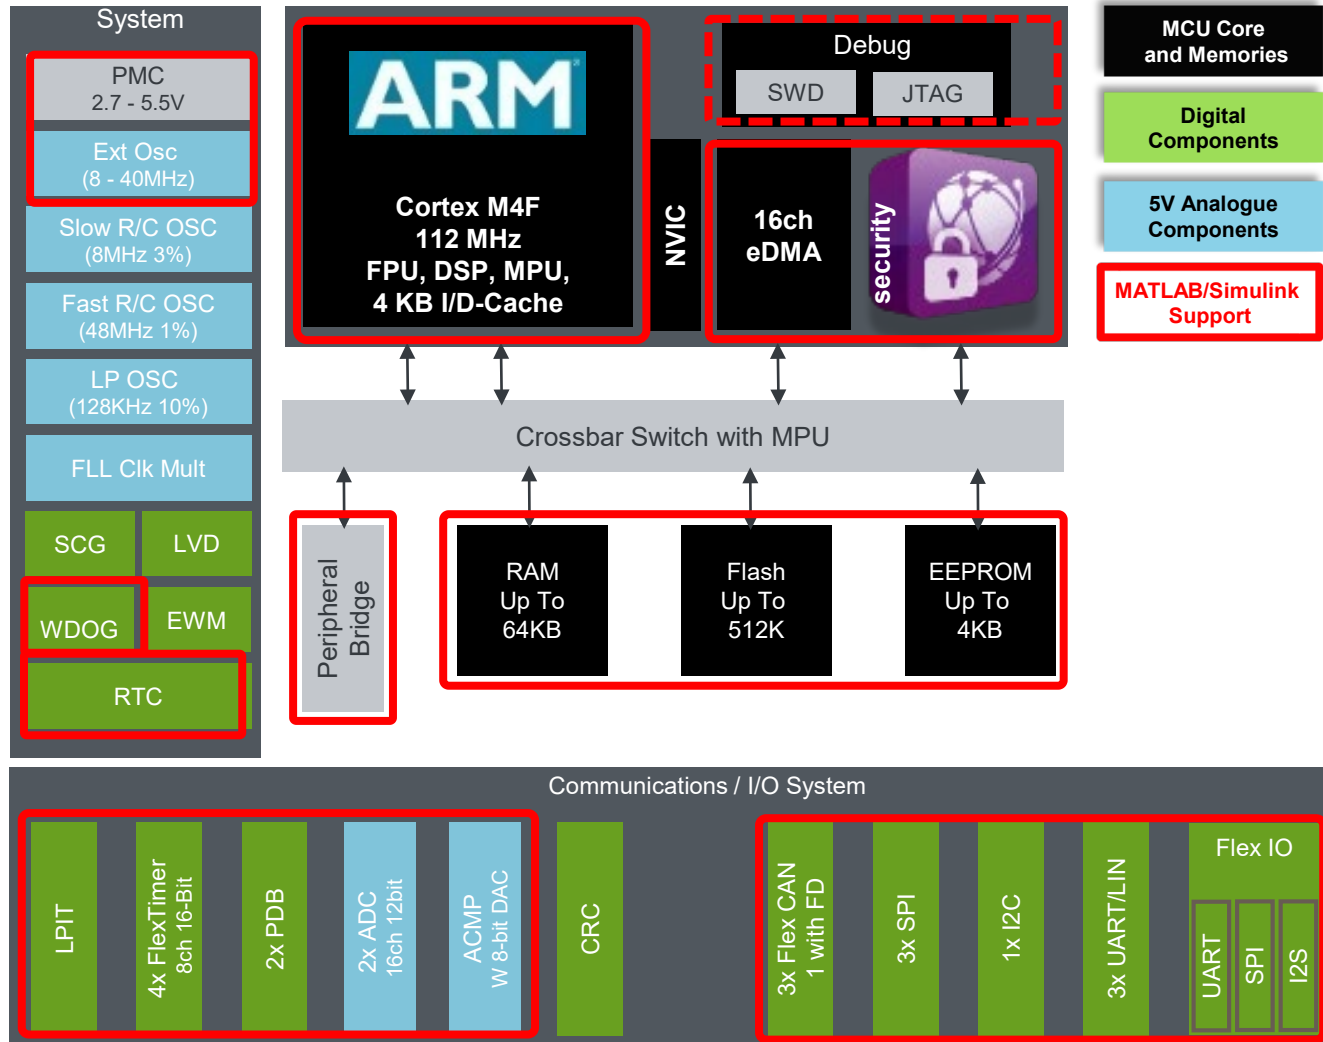 System
PMC
2.7 - 5.5V
Ext Osc
(8 - 40MHz)
Slow R/C OSC
(8MHz 3%)
Fast R/C OSC
(48MHz 1%)
LP OSC
(128KHz 10%)
FLL Clk Mult
SCG
LVD
WDOG
EWM
RTC
ARM
Cortex M4F
112 MHz
FPU, DSP, MPU,
4 KB I/D-Cache
NVIC
Debug
SWD
JTAG
16ch
eDMA
security
MCU Core
and Memories
Digital
Components
5V Analogue
Components
MATLAB/Simulink
Support
Crossbar Switch with MPU
Peripheral
Bridge
RAM
Up To
64KB
Flash
Up To
512K
EEPROM
Up To
4KB
Communications / I/O System
LPIT
4x FlexTimer
8ch 16-Bit
2x PDB
2x ADC
16ch 12bit
ACMP
W 8-bit DAC
CRC
3x Flex CAN
1 with FD
3x SPI
1x I2C
3x UART/LIN
Flex IO
UART
SPI
I2S